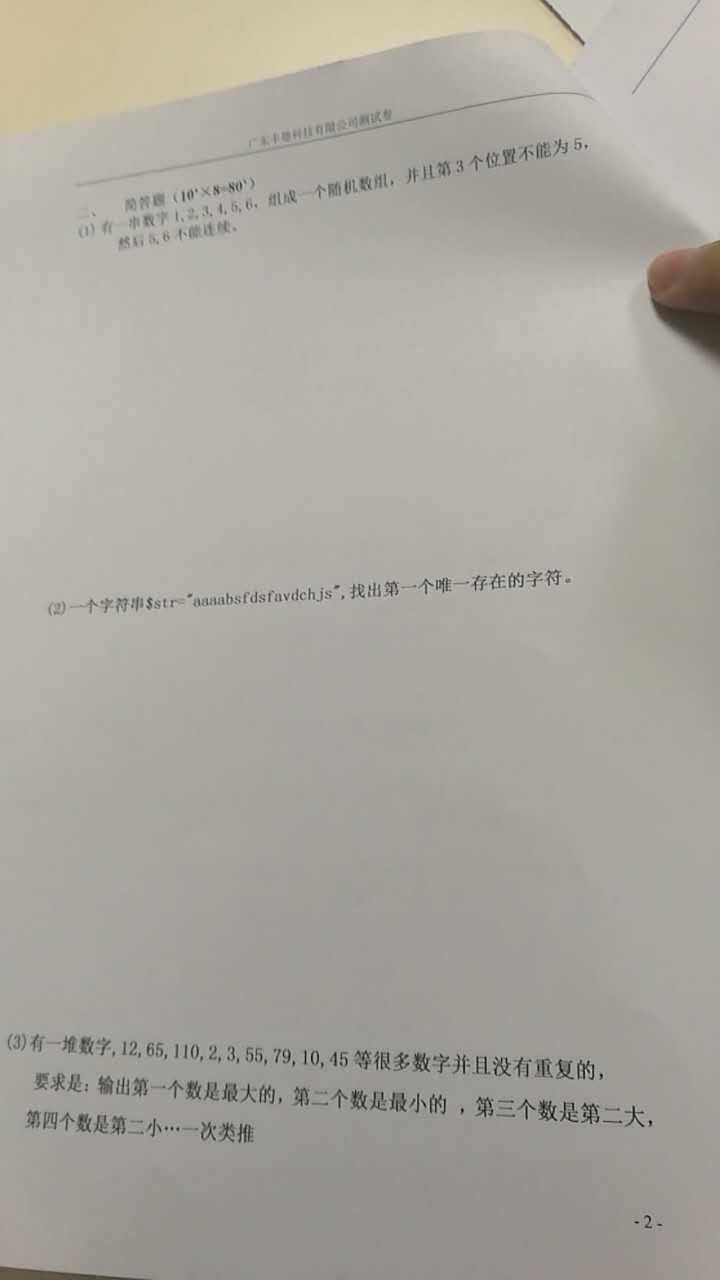 广东丰德科技有限公司测试卷
二、 简答题（10'×8=80'）
(1) 有一串数字 1,2,3,4,5,6，组成一个随机数组，并且第 3 个位置不能为 5，
然后 5,6 不能连续。
(2)一个字符串$str="aaaabsfdsfavdchjs",找出第一个唯一存在的字符。
(3)有一堆数字,12,65,110,2,3,55,79,10,45 等很多数字并且没有重复的，
要求是：输出第一个数是最大的，第二个数是最小的 ，第三个数是第二大，
第四个数是第二小…一次类推
- 2 -